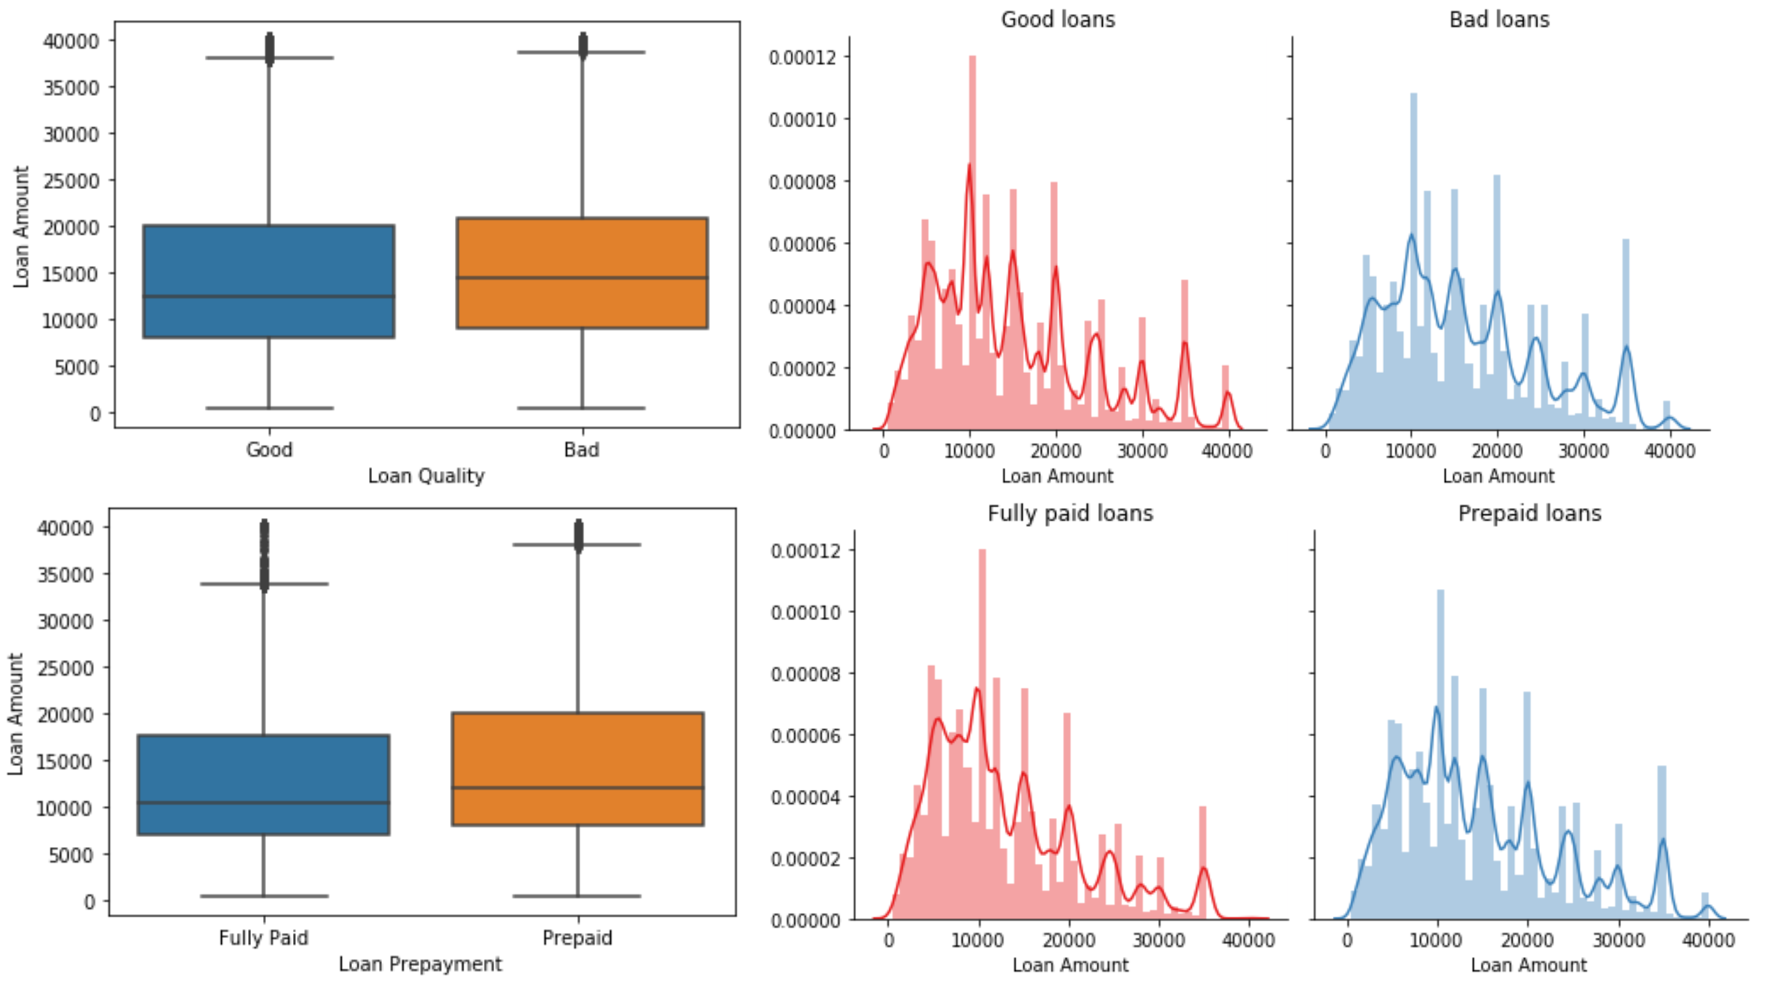 Good loans
Bad loans
40000
35000
30000
25000
20000
15000
10000
5000
0
Loan Amount
Good
Bad
Loan Quality
0.00012
0.00010
0.00008
0.00006
0.00004
0.00002
0.00000
0 10000 20000 30000 40000
Loan Amount
0 10000 20000 30000 40000
Loan Amount
Fully paid loans
Prepaid loans
40000
35000
30000
25000
20000
15000
10000
5000
0
Loan Amount
Fully Paid
Prepaid
Loan Prepayment
0.00012
0.00010
0.00008
0.00006
0.00004
0.00002
0.00000
0 10000 20000 30000 40000
Loan Amount
0 10000 20000 30000 40000
Loan Amount